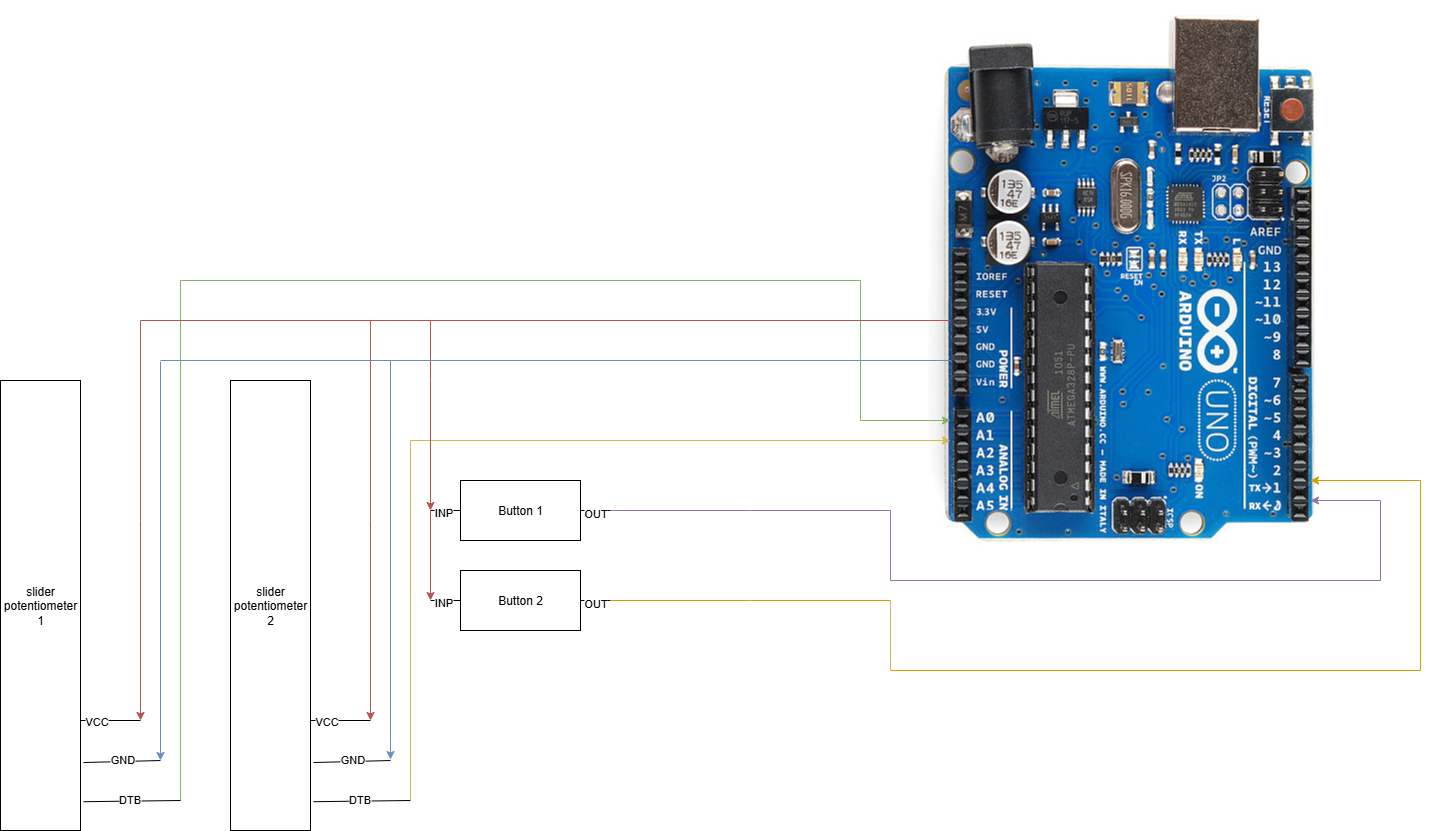 slider
potentiometer
1
VCC
GND
DTB
slider
potentiometer
2
VCC
GND
DTB
INP
Button 1
OUT
INP
Button 2
OUT
RESET
SPK16.000G
135
47
16E
135
47
16E
JP2
RX
TX
L
RESET
EN
AREF
GND
13
12
~11
~10
~9
8
7
~6
~5
4
~3
2
TX→1
RX←0
DIGITAL (PWM~)
ARDUINO
UNO
ON
ICSP
IOREF
RESET
3.3V
5V
GND
GND
Vin
POWER
A0
A1
A2
A3
A4
A5
ANALOG IN
ATMEL 1051
ATMEGA328P-PU
WWW.ARDUINO.CC - MADE IN ITALY